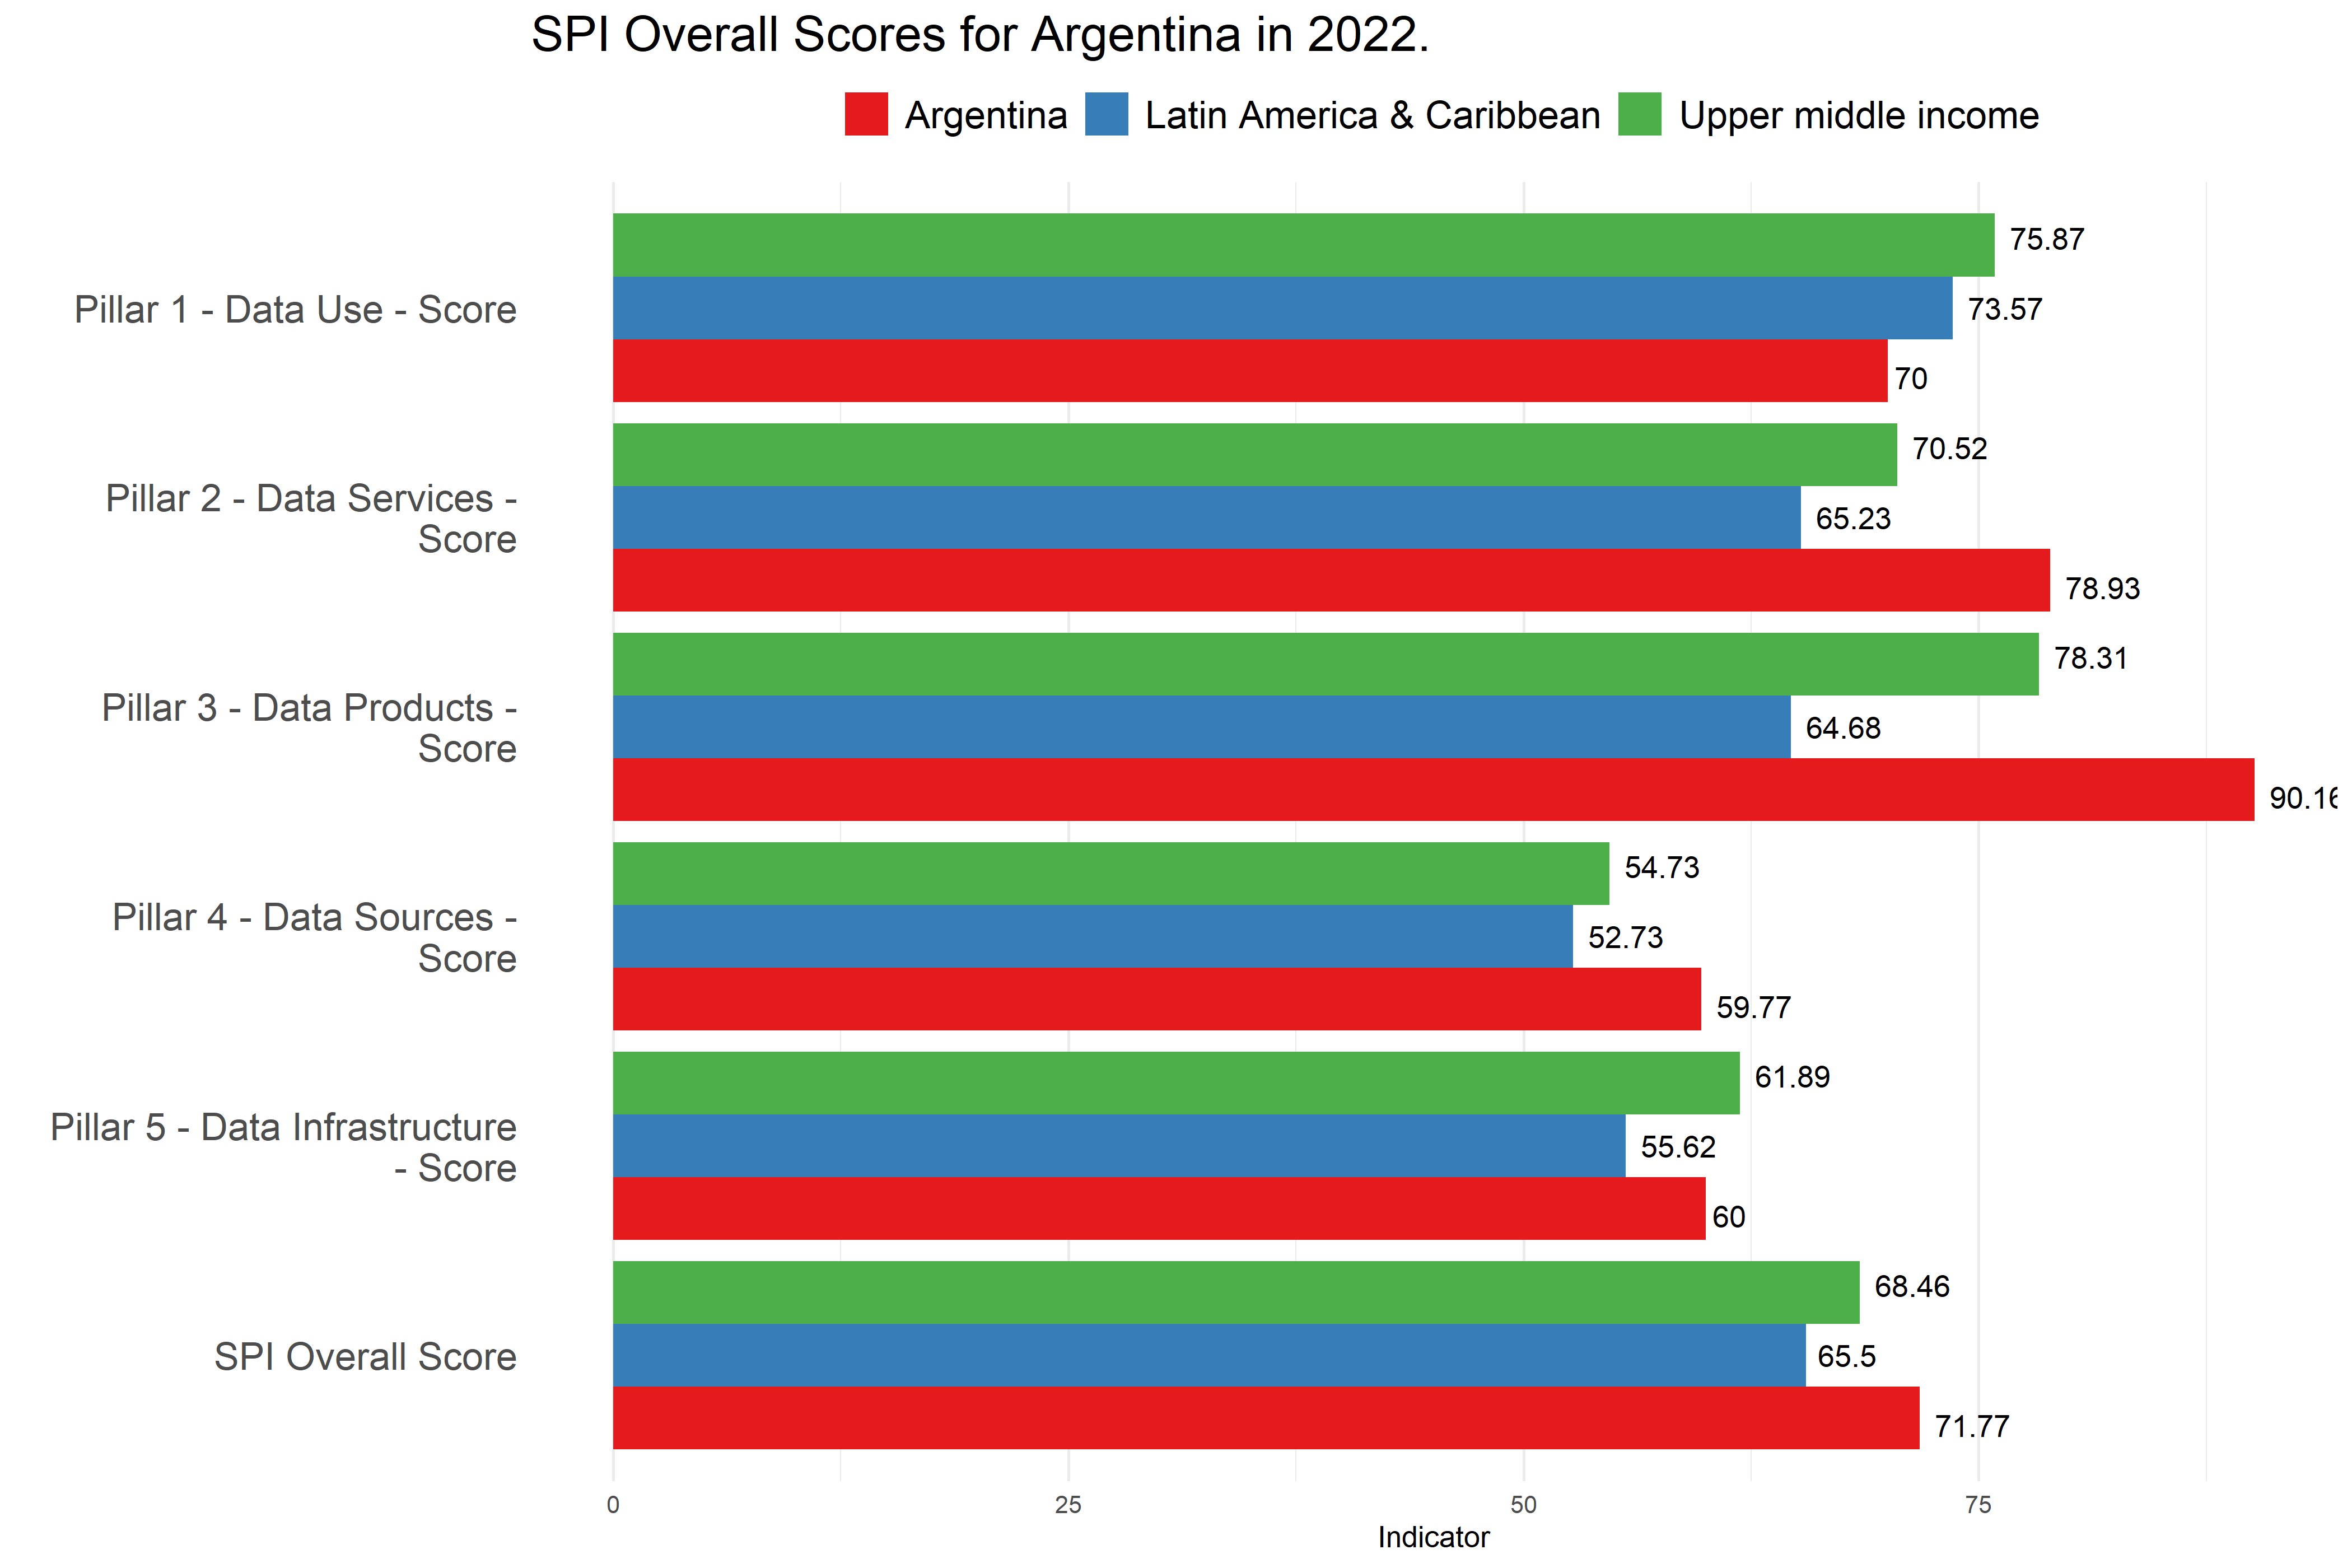 SPI Overall Scores for Argentina in 2022.
Argentina Latin America & Caribbean Upper middle income
75.87
Pillar 1 - Data Use - Score
73.57
70
70.52
Pillar 2 - Data Services -
Score
65.23
78.93
78.31
Pillar 3 - Data Products -
Score
64.68
90.16
54.73
Pillar 4 - Data Sources -
Score
52.73
59.77
61.89
Pillar 5 - Data Infrastructure
- Score
55.62
60
68.46
SPI Overall Score
65.5
71.77
0 25 50 75
Indicator